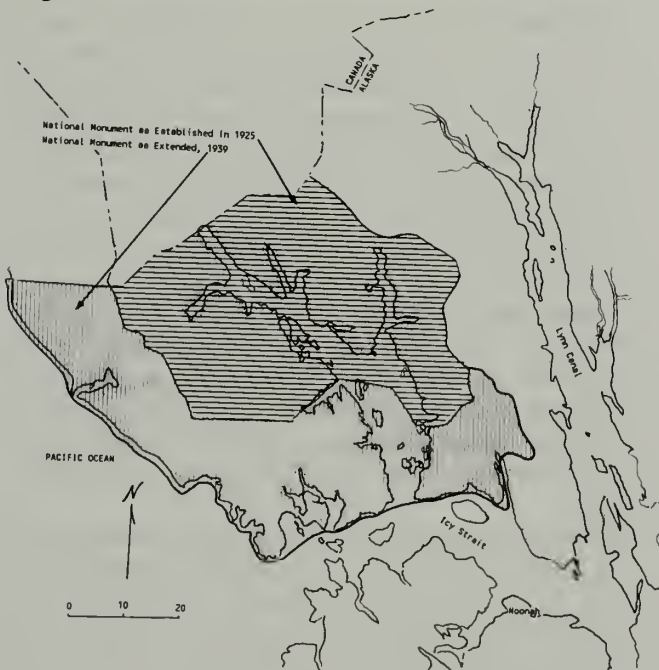 CANADA
ALASKA
National Monument as Established in 1925
National Monument as Extended, 1939
Lynn Canal
PACIFIC OCEAN
N
Icy Strait
Hoonah
0 10 20